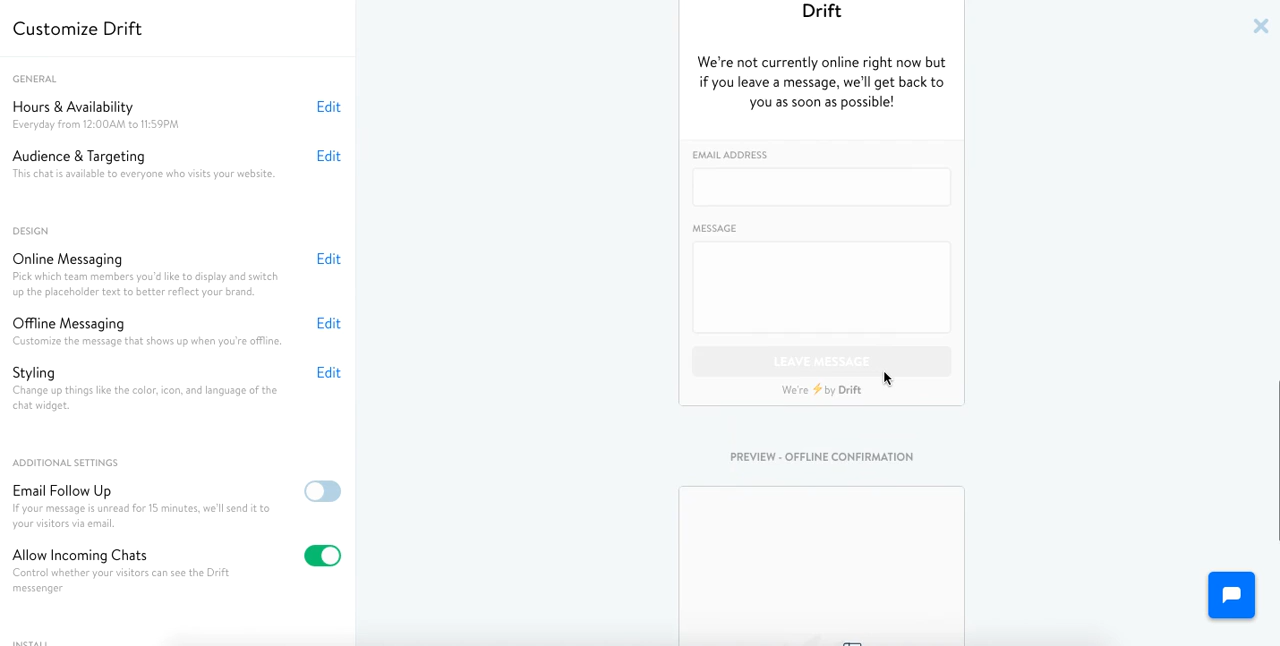 Customize Drift
GENERAL
Hours & Availability
Edit
Everyday from 12:00AM to 11:59PM
Audience & Targeting
Edit
This chat is available to everyone who visits your website.
DESIGN
Online Messaging
Edit
Pick which team members you'd like to display and switch
up the placeholder text to better reflect your brand.
Offline Messaging
Edit
Customize the message that shows up when you're offline.
Styling
Edit
Change up things like the color, icon, and language of the
chat widget.
ADDITIONAL SETTINGS
Email Follow Up
If your message is unread for 15 minutes, we'll send it to
your visitors via email.
Allow Incoming Chats
Control whether your visitors can see the Drift
messenger
INSTALL
Drift
We're not currently online right now but
if you leave a message, we'll get back to
you as soon as possible!
EMAIL ADDRESS
MESSAGE
LEAVE MESSAGE
We're ⚡ by Drift
PREVIEW - OFFLINE CONFIRMATION